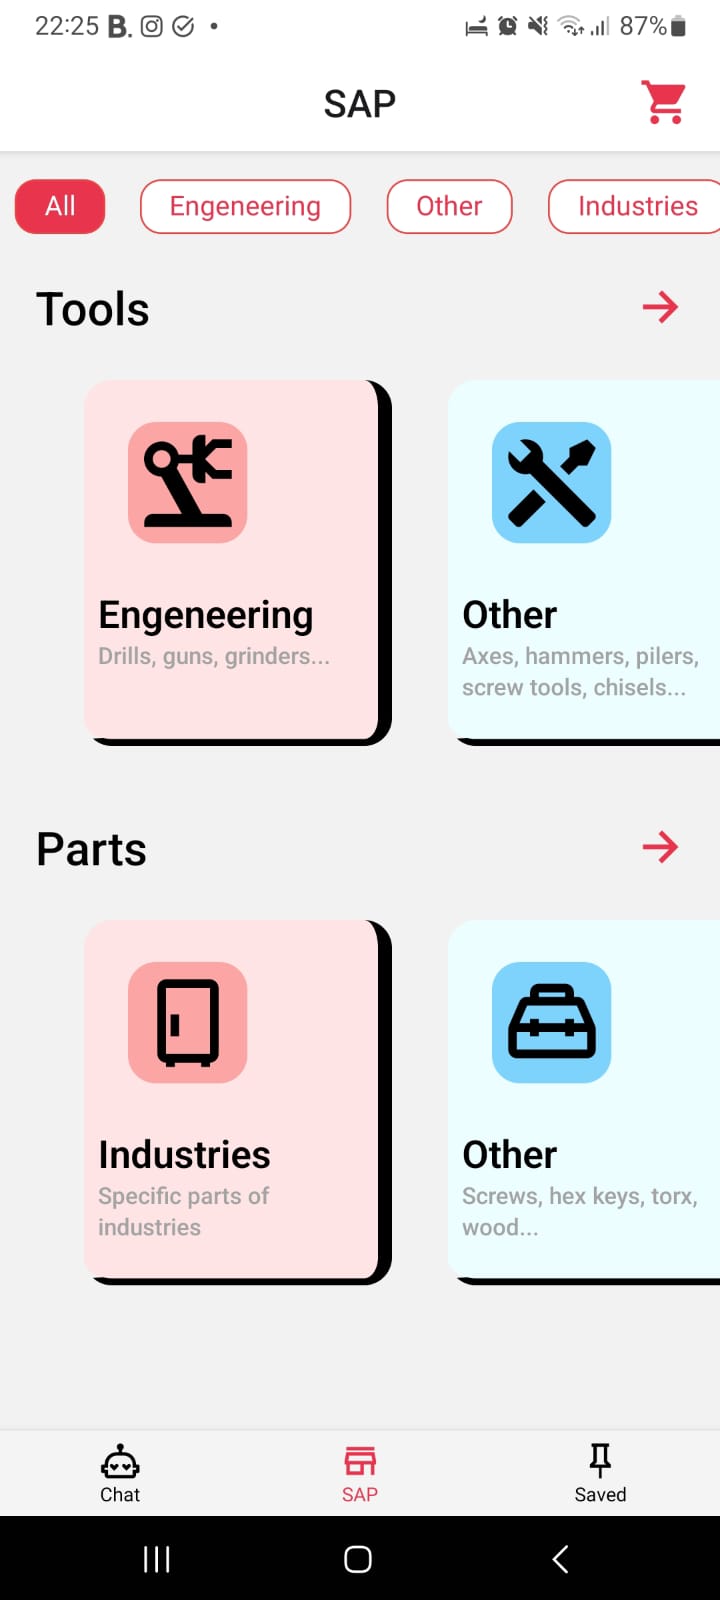 22:25 B. 87%
SAP
All Engeneering Other Industries
Tools
Engeneering
Drills, guns, grinders...
Other
Axes, hammers, pilers,
screw tools, chisels...
Parts
Industries
Specific parts of
industries
Other
Screws, hex keys, torx,
wood...
Chat SAP Saved